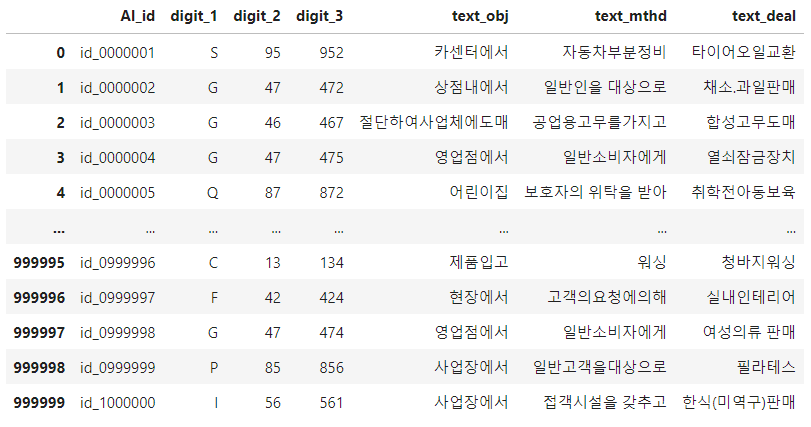 AI_id digit_1 digit_2 digit_3 text_obj text_mthd text_deal
0 id_0000001 S 95 952 카센터에서 자동차부분정비 타이어오일교환
1 id_0000002 G 47 472 상점내에서 일반인을 대상으로 채소.과일판매
2 id_0000003 G 46 467 절단하여사업체에도매 공업용고무를가지고 합성고무도매
3 id_0000004 G 47 475 영업점에서 일반소비자에게 열쇠잠금장치
4 id_0000005 Q 87 872 어린이집 보호자의 위탁을 받아 취학전아동보육
... ... ... ... ... ... ... ...
999995 id_0999996 C 13 134 제품입고 워싱 청바지워싱
999996 id_0999997 F 42 424 현장에서 고객의요청에의해 실내인테리어
999997 id_0999998 G 47 474 영업점에서 일반소비자에게 여성의류 판매
999998 id_0999999 P 85 856 사업장에서 일반고객을대상으로 필라테스
999999 id_1000000 I 56 561 사업장에서 접객시설을 갖추고 한식(미역구)판매